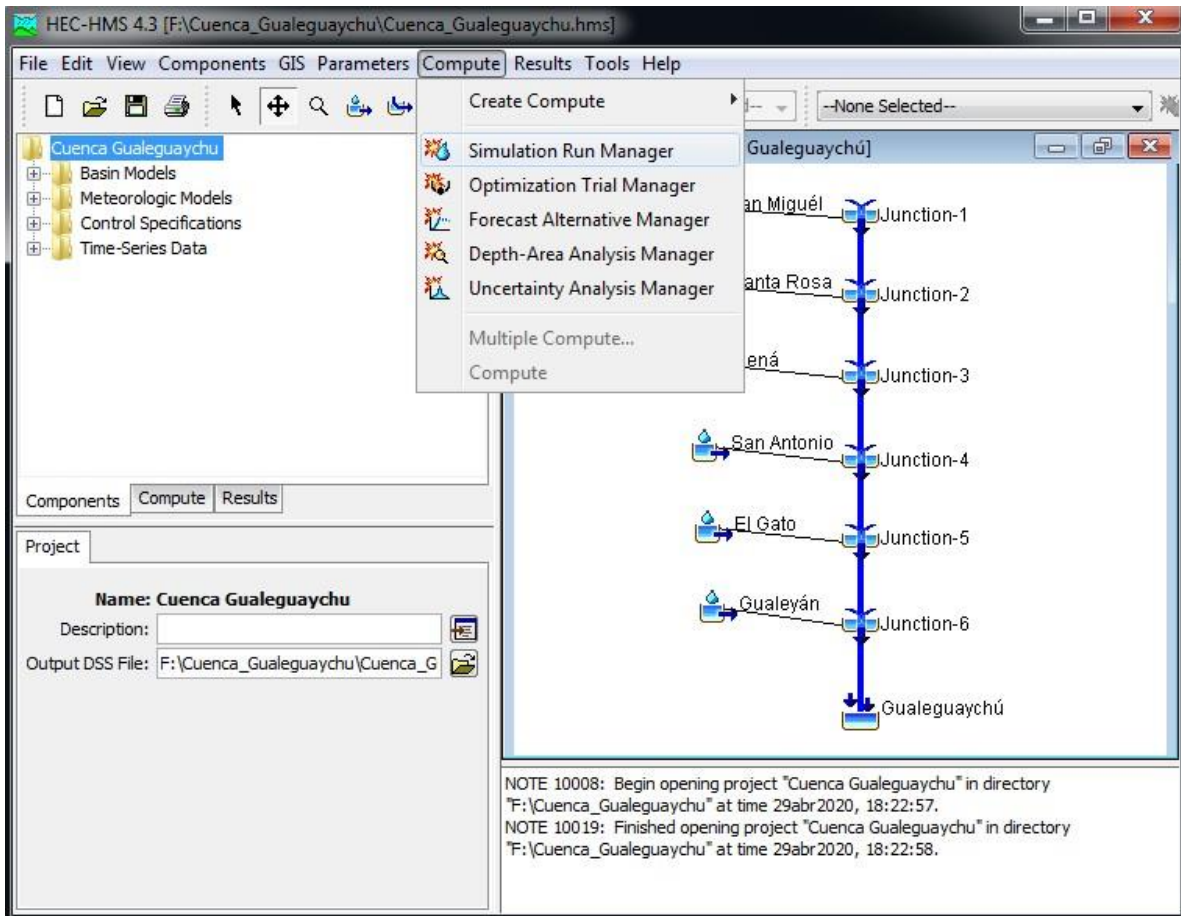 HEC-HMS 4.3 [F:\Cuenca_Gualeguaychu\Cuenca_Gualeguaychu.hms]
File Edit View Components GIS Parameters Compute Results Tools Help
--None Selected--
Create Compute
Simulation Run Manager
Optimization Trial Manager
Forecast Alternative Manager
Depth-Area Analysis Manager
Uncertainty Analysis Manager
Multiple Compute...
Compute
Cuenca Gualeguaychu
Basin Models
Meteorologic Models
Control Specifications
Time-Series Data
Components Compute Results
Project
Name: Cuenca Gualeguaychu
Description:
Output DSS File: F:\Cuenca_Gualeguaychu\Cuenca_G
Gualeguaychú]
an Miguél Junction-1
anta Rosa Junction-2
ená Junction-3
San Antonio Junction-4
El Gato Junction-5
Gualeyán Junction-6
Gualeguaychú
NOTE 10008: Begin opening project "Cuenca Gualeguaychu" in directory
"F:\Cuenca_Gualeguaychu" at time 29abr2020, 18:22:57.
NOTE 10019: Finished opening project "Cuenca Gualeguaychu" in directory
"F:\Cuenca_Gualeguaychu" at time 29abr2020, 18:22:58.